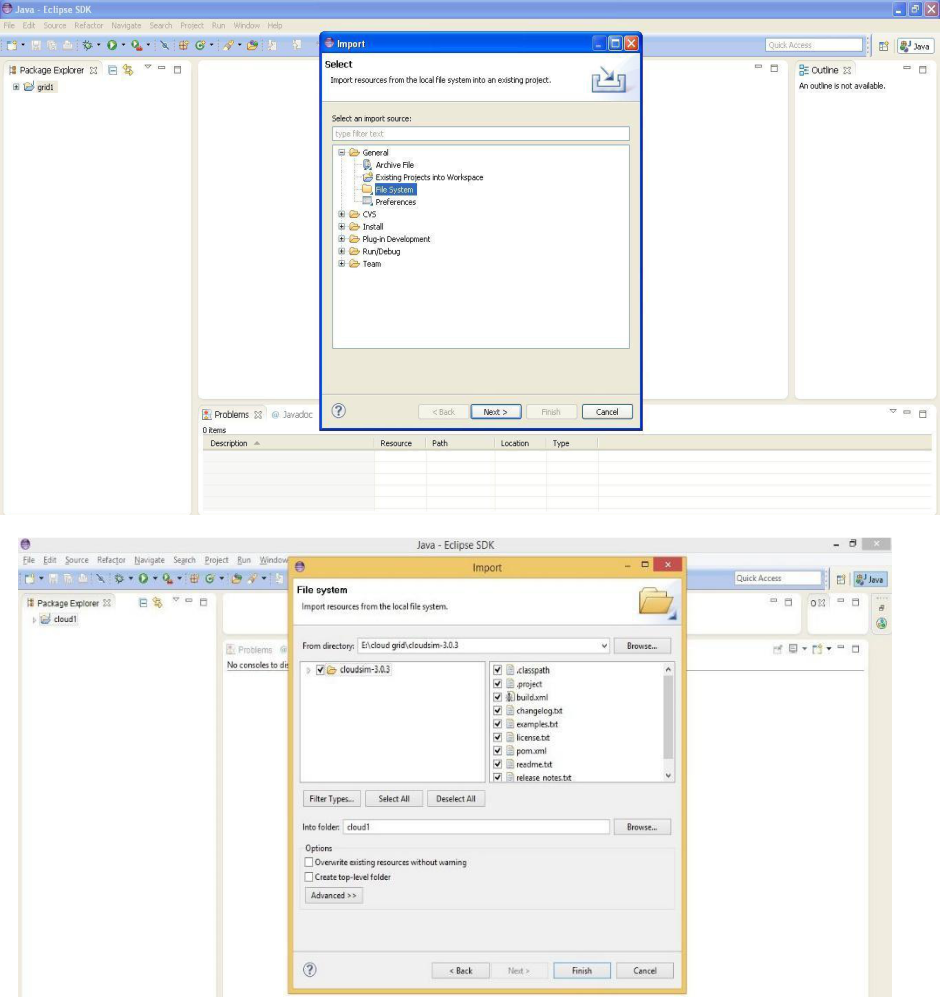 Java - Eclipse SDK
File Edit Source Refactor Navigate Search Project Run Window Help
Import
Quick Access
Java
Package Explorer
Outline
grid1
An outline is not available.
Select
Import resources from the local file system into an existing project.
Select an import source:
type filter text
General
Archive File
Existing Projects into Workspace
File System
Preferences
CVS
Install
Plug-in Development
Run/Debug
Team
< Back Next > Finish Cancel
Problems @ Javadoc
0 items
Description Resource Path Location Type
Java - Eclipse SDK
File Edit Source Refactor Navigate Search Project Run Window
Import
Quick Access
Java
Package Explorer
cloud1
File system
Import resources from the local file system.
Problems @
No consoles to dis
From directory: E:\cloud grid\cloudsim-3.0.3 Browse...
cloudsim-3.0.3
.classpath
.project
build.xml
changelog.txt
examples.txt
license.txt
pom.xml
readme.txt
release_notes.txt
Filter Types... Select All Deselect All
Into folder: cloud1 Browse...
Options
Overwrite existing resources without warning
Create top-level folder
Advanced >>
< Back Next > Finish Cancel